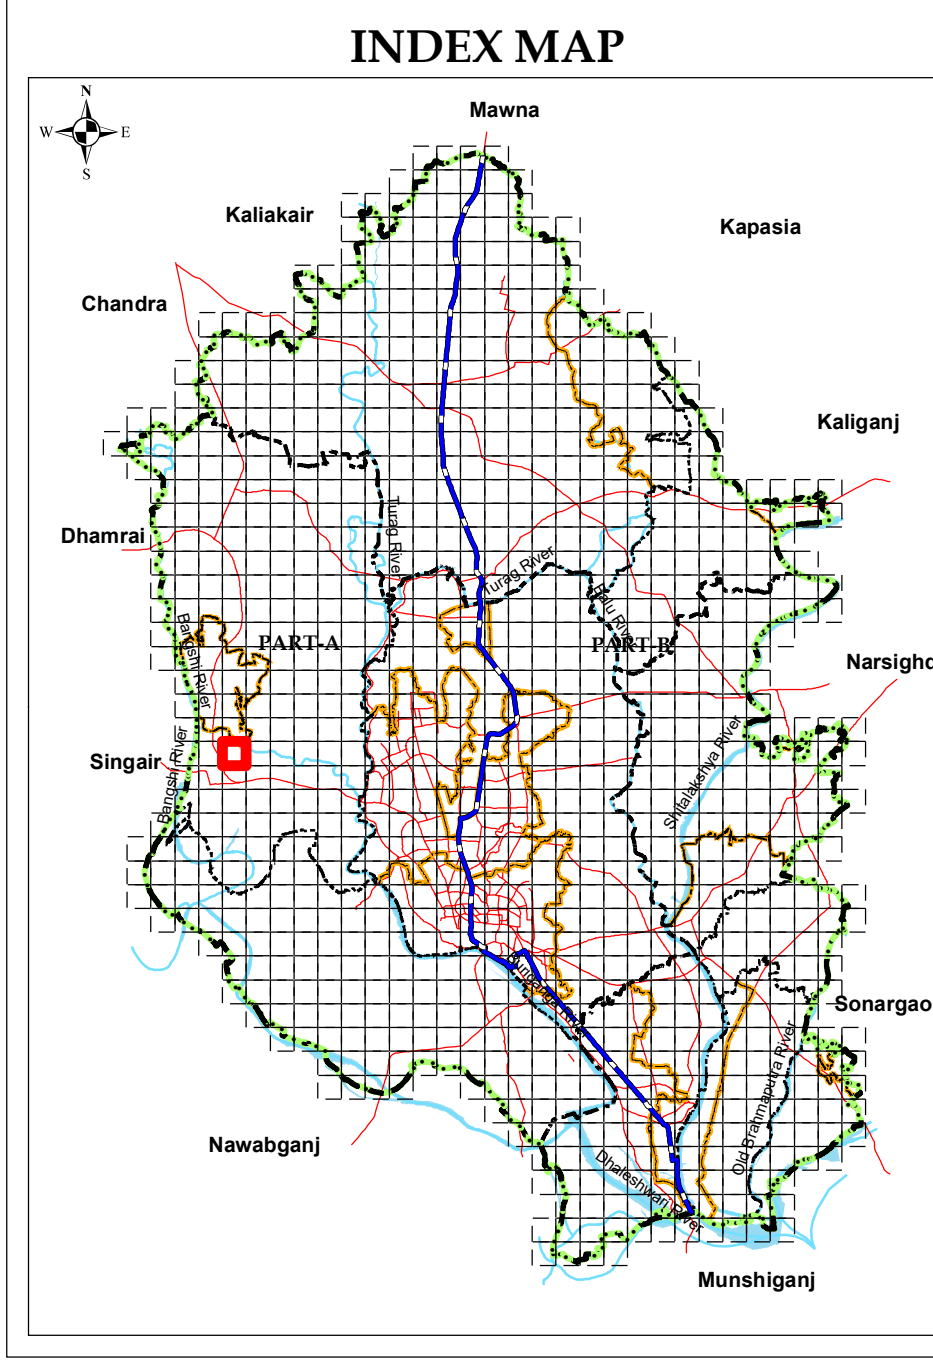 INDEX MAP
N
W E
S
Mawna
Kaliakair
Kapasia
Chandra
Kaliganj
Dhamrai
Turag River
Turag River
Balu River
Bangshi River
PART-A
PART-B
Narsighd
Shitalakshya River
Singair
Bangshi River
Buriganga River
Sonargao
Old Brahmaputra River
Nawabganj
Dhaleshwari River
Munshiganj